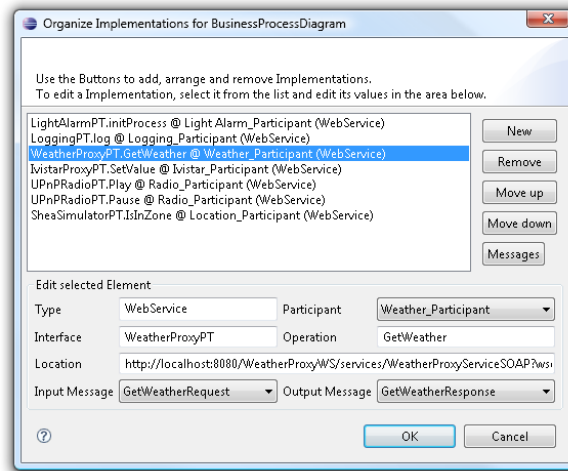 Organize Implementations for BusinessProcessDiagram
Use the Buttons to add, arrange and remove Implementations.
To edit a Implementation, select it from the list and edit its values in the area below.
LightAlarmPT.initProcess @ Light Alarm_Participant (WebService)
LoggingPT.log @ Logging_Participant (WebService)
WeatherProxyPT.GetWeather @ Weather_Participant (WebService)
IvistarProxyPT.SetValue @ Ivistar_Participant (WebService)
UPnPRadioPT.Play @ Radio_Participant (WebService)
UPnPRadioPT.Pause @ Radio_Participant (WebService)
SheaSimulatorPT.IsInZone @ Location_Participant (WebService)
New
Remove
Move up
Move down
Messages
Edit selected Element
Type WebService Participant Weather_Participant
Interface WeatherProxyPT Operation GetWeather
Location http://localhost:8080/WeatherProxyWS/services/WeatherProxyServiceSOAP?wsd
Input Message GetWeatherRequest Output Message GetWeatherResponse
? OK Cancel